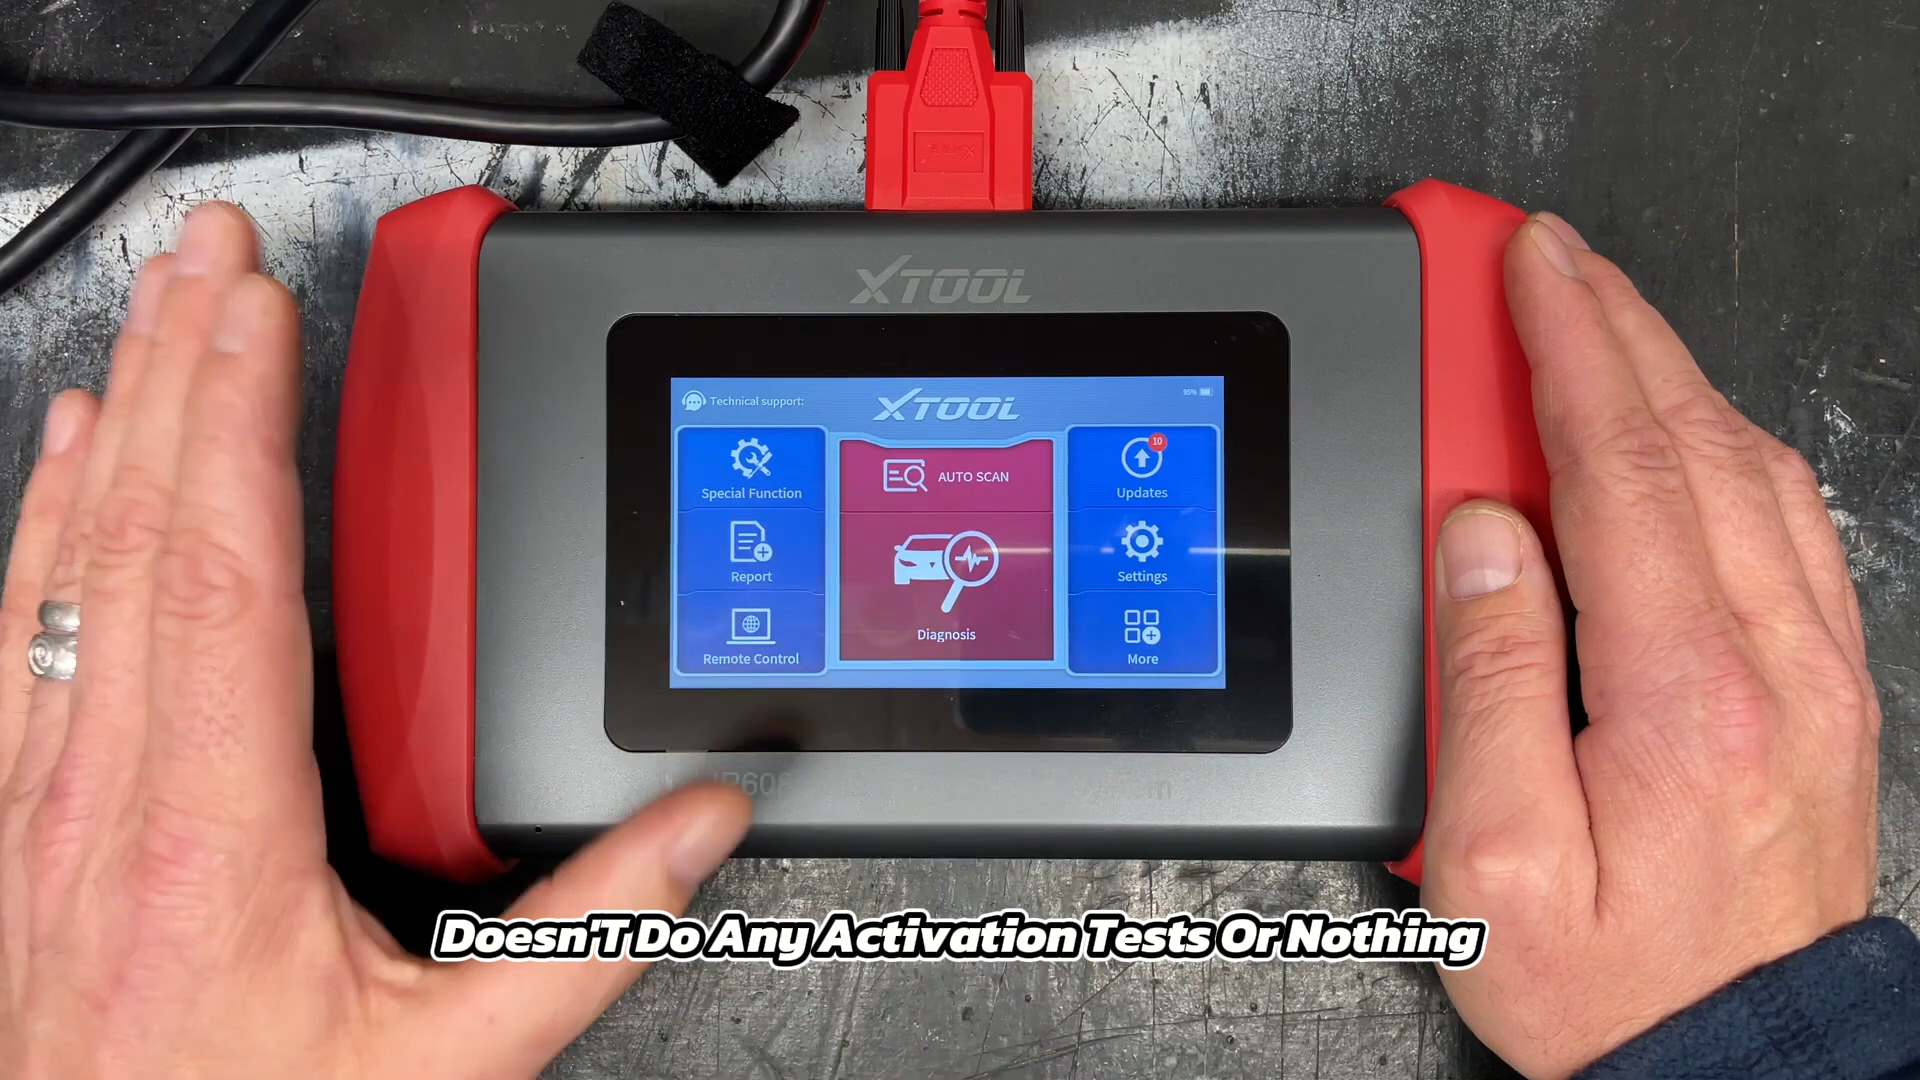 XTOOL
Technical support:
XTOOL
95%
Special Function
AUTO SCAN
10
Updates
Report
Diagnosis
Settings
Remote Control
More
Doesn'T Do Any Activation Tests Or Nothing